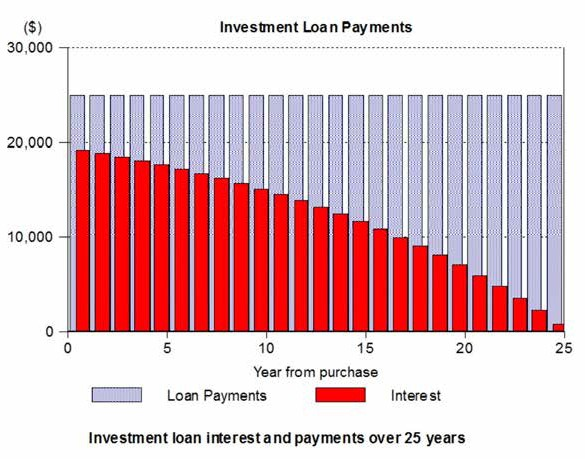 ($)
Investment Loan Payments
30,000
20,000
10,000
0
0 5 10 15 20 25
Year from purchase
Loan Payments Interest
Investment loan interest and payments over 25 years